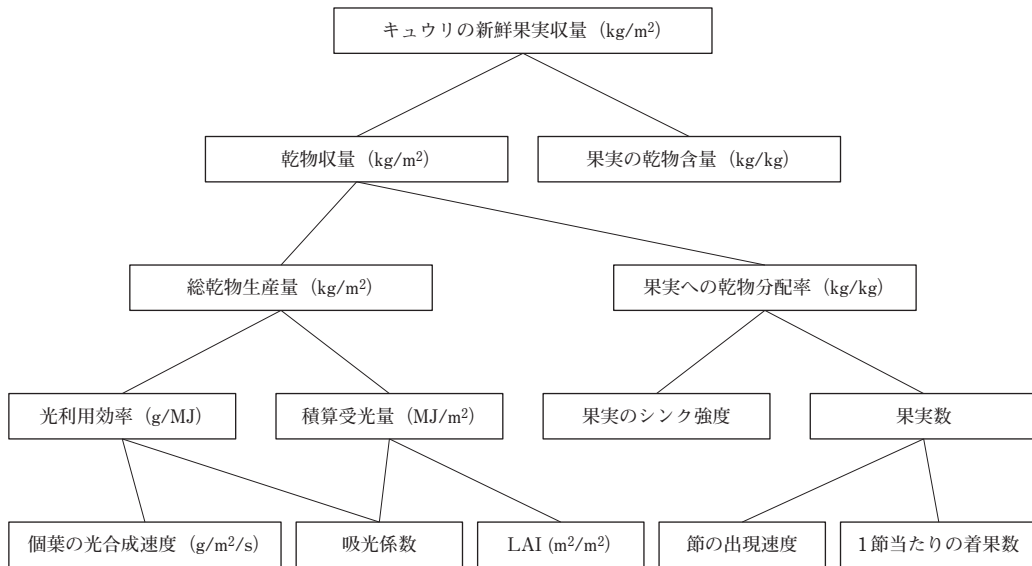 キュウリの新鮮果実収量 (kg/m²)
乾物収量 (kg/m²)
果実の乾物含量 (kg/kg)
総乾物生産量 (kg/m²)
果実への乾物分配率 (kg/kg)
光利用効率 (g/MJ)
積算受光量 (MJ/m²)
果実のシンク強度
果実数
個葉の光合成速度 (g/m²/s)
吸光係数
LAI (m²/m²)
節の出現速度
1節当たりの着果数